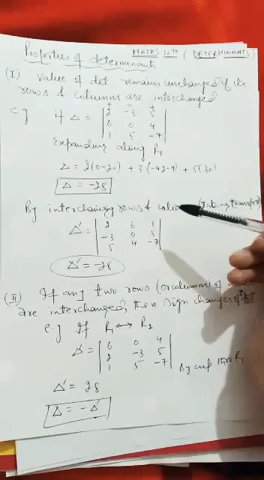 MATHS 12TH (DETERMINANT)
Properties of determinants
(I) Value of det remains unchanged if its
rows & columns are interchanged
e.g if Δ = | 2 -3 5 |
| 6 0 4 |
| 1 5 -7 |
+ - +
Expanding along R1
Δ = 2(0-20) +3(-42-4) +5(30)
Δ = -28
By interchanging rows &
Δ' = | 2 6 1 |
| -3 0 5 |
| 5 4 -7 |
Δ' = -28
(II) If any two rows (or columns) of
are interchanged then sign changes of
e.g If R1 ↔ R2
Δ' = | 6 0 4 |
| 2 -3 5 |
| 1 5 -7 |
Δ' = 28
Δ = -Δ'